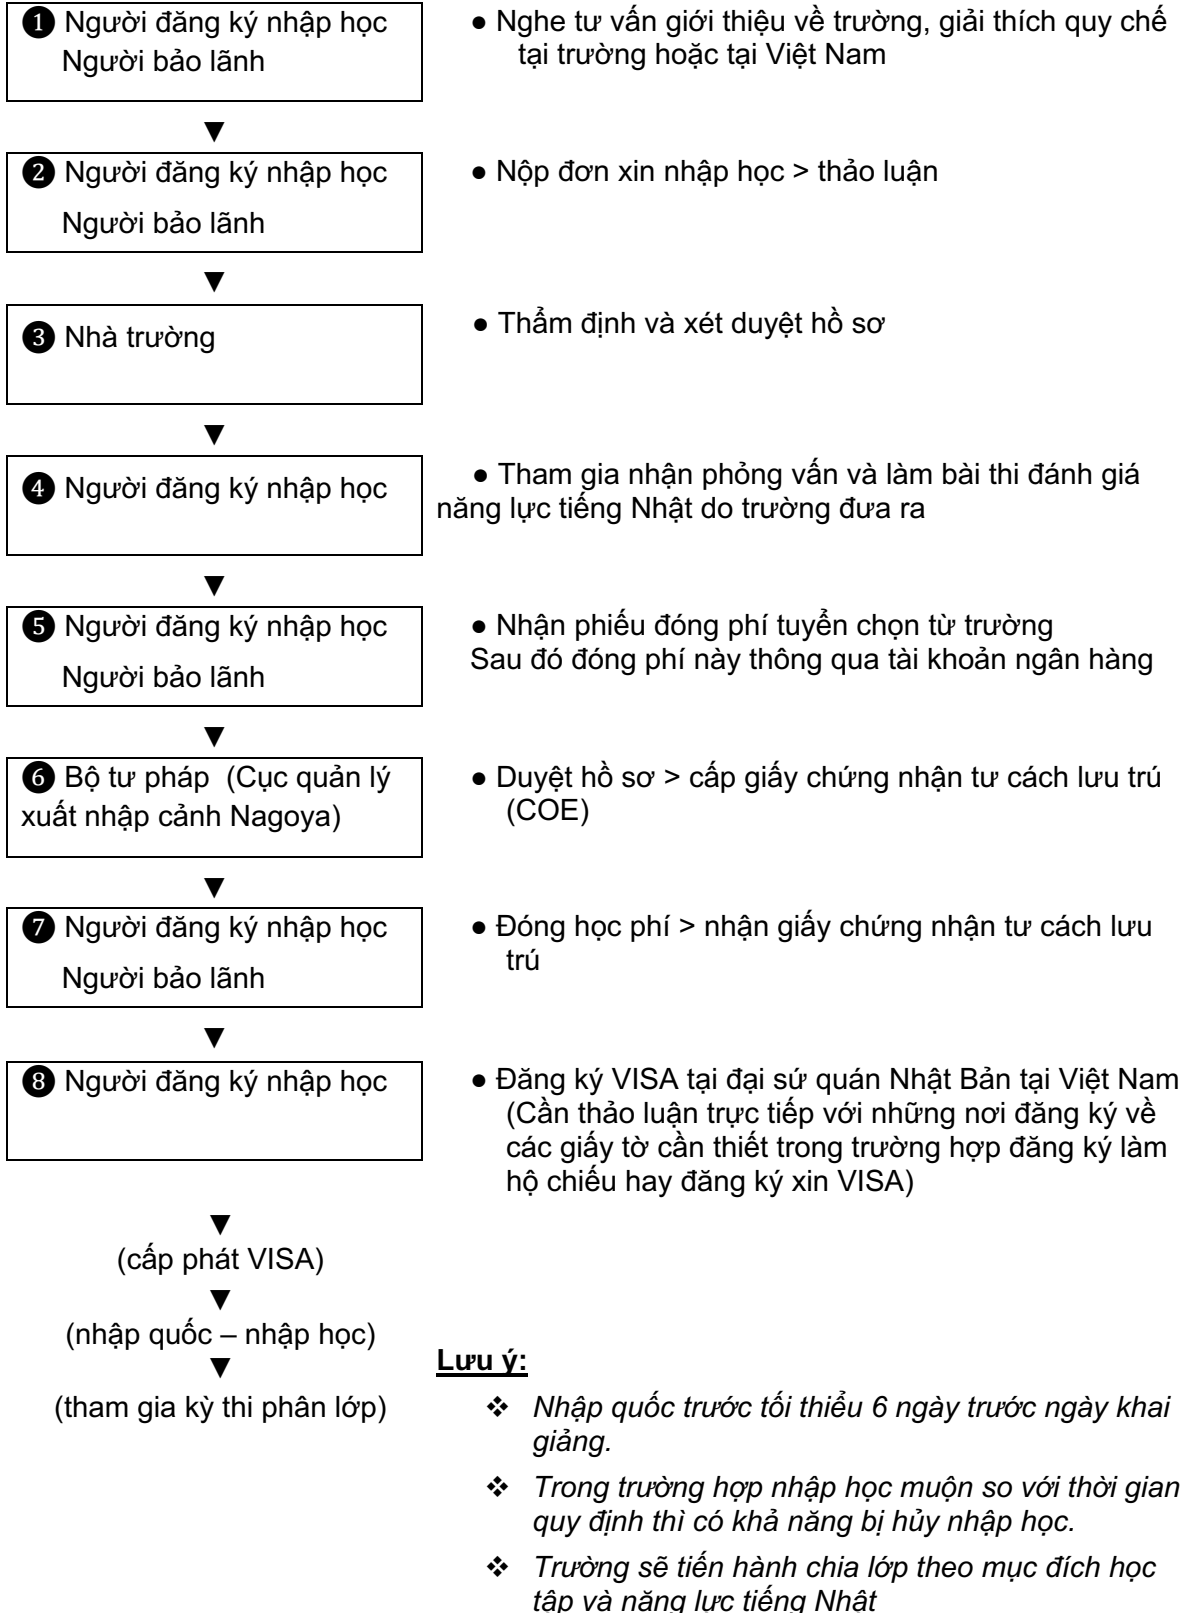 ❶ Người đăng ký nhập học
Người bảo lãnh
● Nghe tư vấn giới thiệu về trường, giải thích quy chế
tại trường hoặc tại Việt Nam
▼
❷ Người đăng ký nhập học
Người bảo lãnh
● Nộp đơn xin nhập học > thảo luận
▼
❸ Nhà trường
● Thẩm định và xét duyệt hồ sơ
▼
❹ Người đăng ký nhập học
● Tham gia nhận phỏng vấn và làm bài thi đánh giá
năng lực tiếng Nhật do trường đưa ra
▼
❺ Người đăng ký nhập học
Người bảo lãnh
● Nhận phiếu đóng phí tuyển chọn từ trường
Sau đó đóng phí này thông qua tài khoản ngân hàng
▼
❻ Bộ tư pháp (Cục quản lý
xuất nhập cảnh Nagoya)
● Duyệt hồ sơ > cấp giấy chứng nhận tư cách lưu trú
(COE)
▼
❼ Người đăng ký nhập học
Người bảo lãnh
● Đóng học phí > nhận giấy chứng nhận tư cách lưu
trú
▼
❽ Người đăng ký nhập học
● Đăng ký VISA tại đại sứ quán Nhật Bản tại Việt Nam
(Cần thảo luận trực tiếp với những nơi đăng ký về
các giấy tờ cần thiết trong trường hợp đăng ký làm
hộ chiếu hay đăng ký xin VISA)
▼
(cấp phát VISA)
▼
(nhập quốc – nhập học)
▼
(tham gia kỳ thi phân lớp)
Lưu ý:
❖ Nhập quốc trước tối thiểu 6 ngày trước ngày khai
giảng.
❖ Trong trường hợp nhập học muộn so với thời gian
quy định thì có khả năng bị hủy nhập học.
❖ Trường sẽ tiến hành chia lớp theo mục đích học
tập và năng lực tiếng Nhật